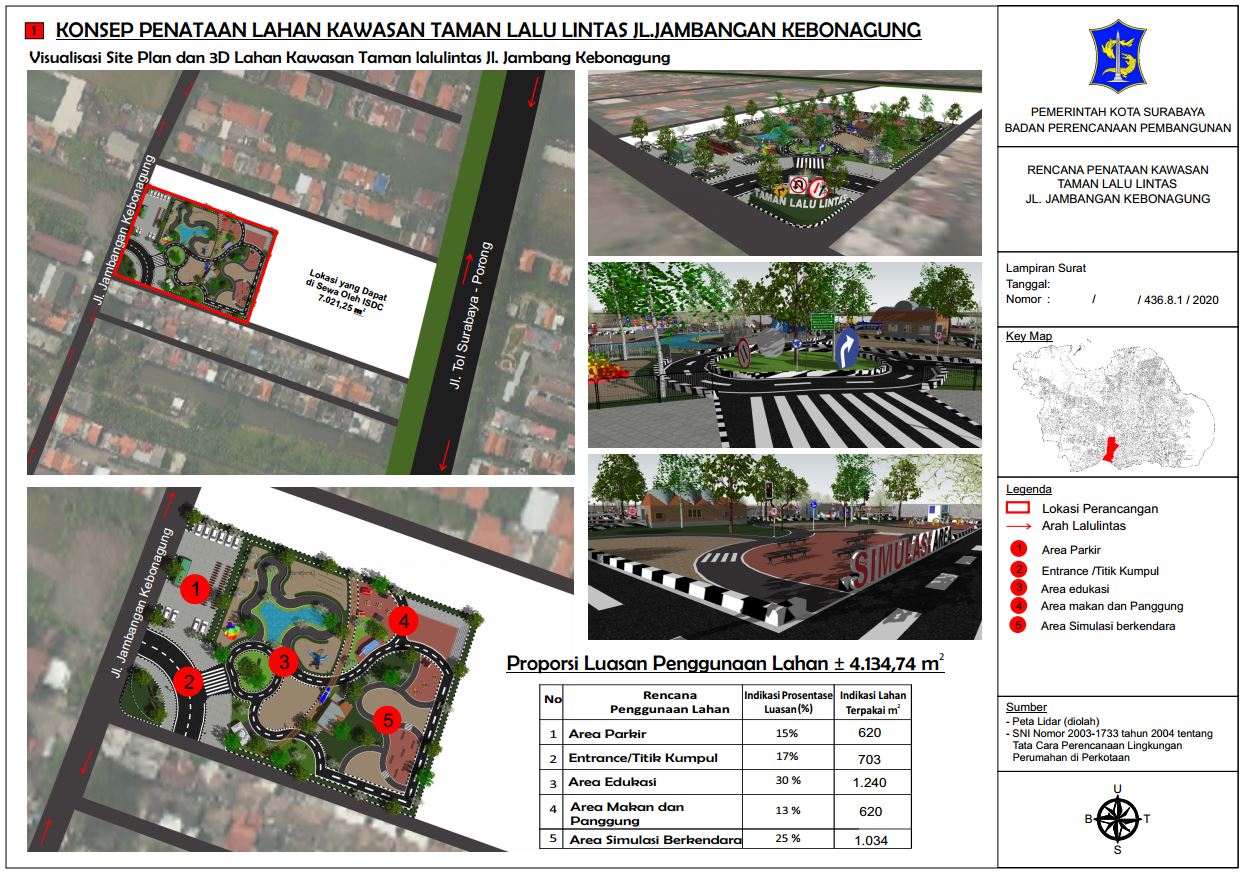 1 KONSEP PENATAAN LAHAN KAWASAN TAMAN LALU LINTAS JL.JAMBANGAN KEBONAGUNG
Visualisasi Site Plan dan 3D Lahan Kawasan Taman lalulintas Jl. Jambang Kebonagung
Jl. Jambangan Kebonagung
Lokasi yang Dapat
di Sewa Oleh ISDC
7.021,25 m²
Jl. Tol Surabaya - Porong
TAMAN LALU LINTAS
SIMULASI AREA
Jl. Jambangan Kebonagung
1
2
3
4
5
Proporsi Luasan Penggunaan Lahan ± 4.134,74 m²
No Rencana Penggunaan Lahan Indikasi Prosentase Luasan (%) Indikasi Lahan Terpakai m²
1 Area Parkir 15% 620
2 Entrance/Titik Kumpul 17% 703
3 Area Edukasi 30 % 1.240
4 Area Makan dan Panggung 13 % 620
5 Area Simulasi Berkendara 25 % 1.034
PEMERINTAH KOTA SURABAYA
BADAN PERENCANAAN PEMBANGUNAN
RENCANA PENATAAN KAWASAN
TAMAN LALU LINTAS
JL. JAMBANGAN KEBONAGUNG
Lampiran Surat
Tanggal:
Nomor : / / 436.8.1 / 2020
Key Map
Legenda
Lokasi Perancangan
Arah Lalulintas
1 Area Parkir
2 Entrance /Titik Kumpul
3 Area edukasi
4 Area makan dan Panggung
5 Area Simulasi berkendara
Sumber
- Peta Lidar (diolah)
- SNI Nomor 2003-1733 tahun 2004 tentang
Tata Cara Perencanaan Lingkungan
Perumahan di Perkotaan
U
B T
S